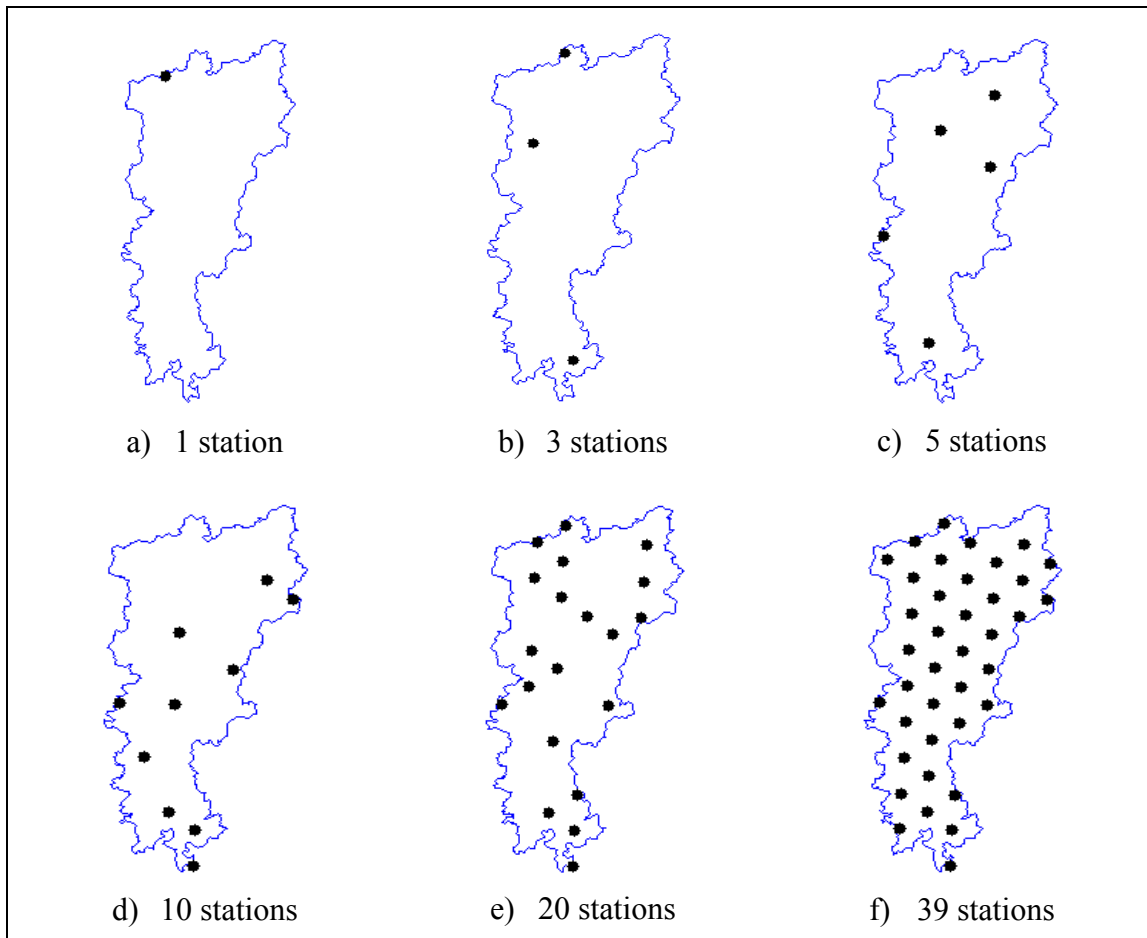 a) 1 station
b) 3 stations
c) 5 stations
d) 10 stations
e) 20 stations
f) 39 stations